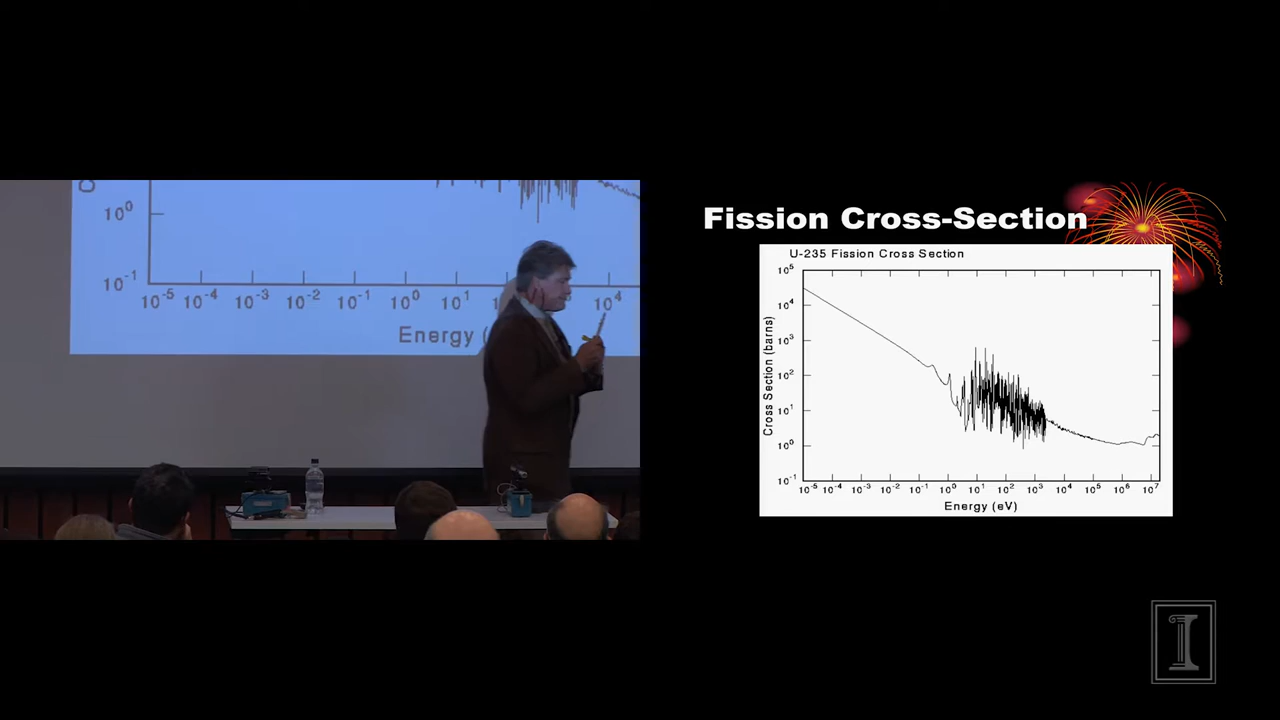 C
10⁰
10⁻¹
10⁻⁵ 10⁻⁴ 10⁻³ 10⁻² 10⁻¹ 10⁰ 10¹ 10⁴
Energy (
Fission Cross-Section
U-235 Fission Cross Section
10⁵
10⁴
10³
10²
10¹
10⁰
10⁻¹
Cross Section (barns)
10⁻⁵ 10⁻⁴ 10⁻³ 10⁻² 10⁻¹ 10⁰ 10¹ 10² 10³ 10⁴ 10⁵ 10⁶ 10⁷
Energy (eV)
I